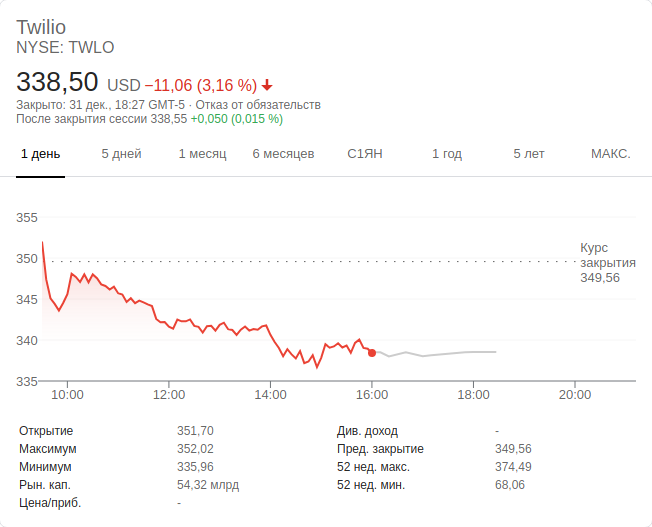 Twilio
NYSE: TWLO
338,50 USD −11,06 (3,16 %)
Закрыто: 31 дек., 18:27 GMT-5 · Отказ от обязательств
После закрытия сессии 338,55 +0,050 (0,015 %)
1 день 5 дней 1 месяц 6 месяцев С1ЯН 1 год 5 лет МАКС.
355
350
345
340
335
Курс
закрытия
349,56
10:00 12:00 14:00 16:00 18:00 20:00
Открытие 351,70 Див. доход -
Максимум 352,02 Пред. закрытие 349,56
Минимум 335,96 52 нед. макс. 374,49
Рын. кап. 54,32 млрд 52 нед. мин. 68,06
Цена/приб. -